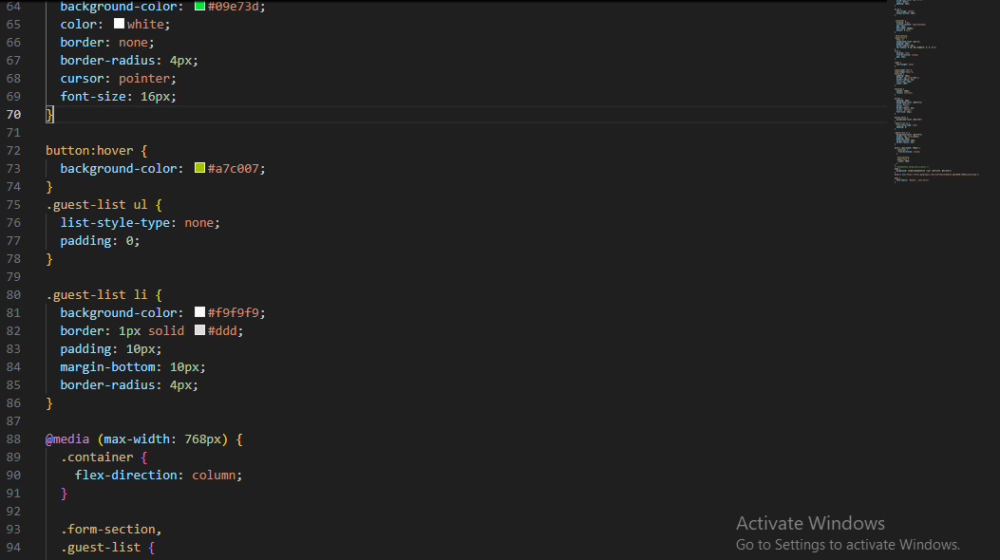 64 background-color: #09e73d;
65 color: white;
66 border: none;
67 border-radius: 4px;
68 cursor: pointer;
69 font-size: 16px;
70 }
71
72 button:hover {
73 background-color: #a7c007;
74 }
75 .guest-list ul {
76 list-style-type: none;
77 padding: 0;
78 }
79
80 .guest-list li {
81 background-color: #f9f9f9;
82 border: 1px solid #ddd;
83 padding: 10px;
84 margin-bottom: 10px;
85 border-radius: 4px;
86 }
87
88 @media (max-width: 768px) {
89 .container {
90 flex-direction: column;
91 }
92
93 .form-section,
94 .guest-list {
Activate Windows
Go to Settings to activate Windows.